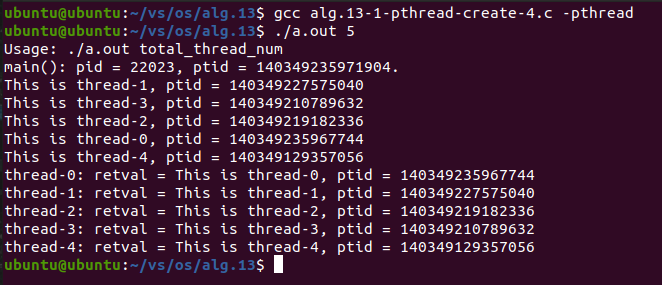 ubuntu@ubuntu:~/vs/os/alg.13$ gcc alg.13-1-pthread-create-4.c -pthread
ubuntu@ubuntu:~/vs/os/alg.13$ ./a.out 5
Usage: ./a.out total_thread_num
main(): pid = 22023, ptid = 140349235971904.
This is thread-1, ptid = 140349227575040
This is thread-3, ptid = 140349210789632
This is thread-2, ptid = 140349219182336
This is thread-0, ptid = 140349235967744
This is thread-4, ptid = 140349129357056
thread-0: retval = This is thread-0, ptid = 140349235967744
thread-1: retval = This is thread-1, ptid = 140349227575040
thread-2: retval = This is thread-2, ptid = 140349219182336
thread-3: retval = This is thread-3, ptid = 140349210789632
thread-4: retval = This is thread-4, ptid = 140349129357056
ubuntu@ubuntu:~/vs/os/alg.13$